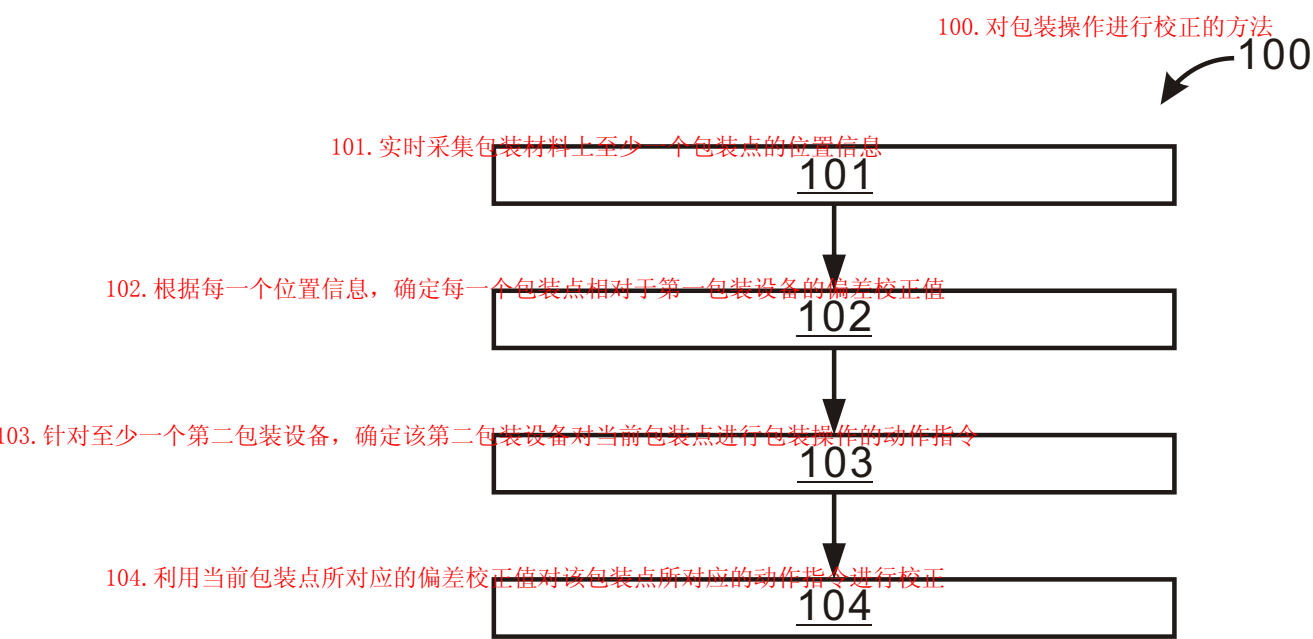 100.对包装操作进行校正的方法
100
101.实时采集包装材料上至少一个包装点的位置信息
101
102.根据每一个位置信息，确定每一个包装点相对于第一包装设备的偏差校正值
102
103.针对至少一个第二包装设备，确定该第二包装设备对当前包装点进行包装操作的动作指令
103
104.利用当前包装点所对应的偏差校正值对该包装点所对应的动作指令进行校正
104